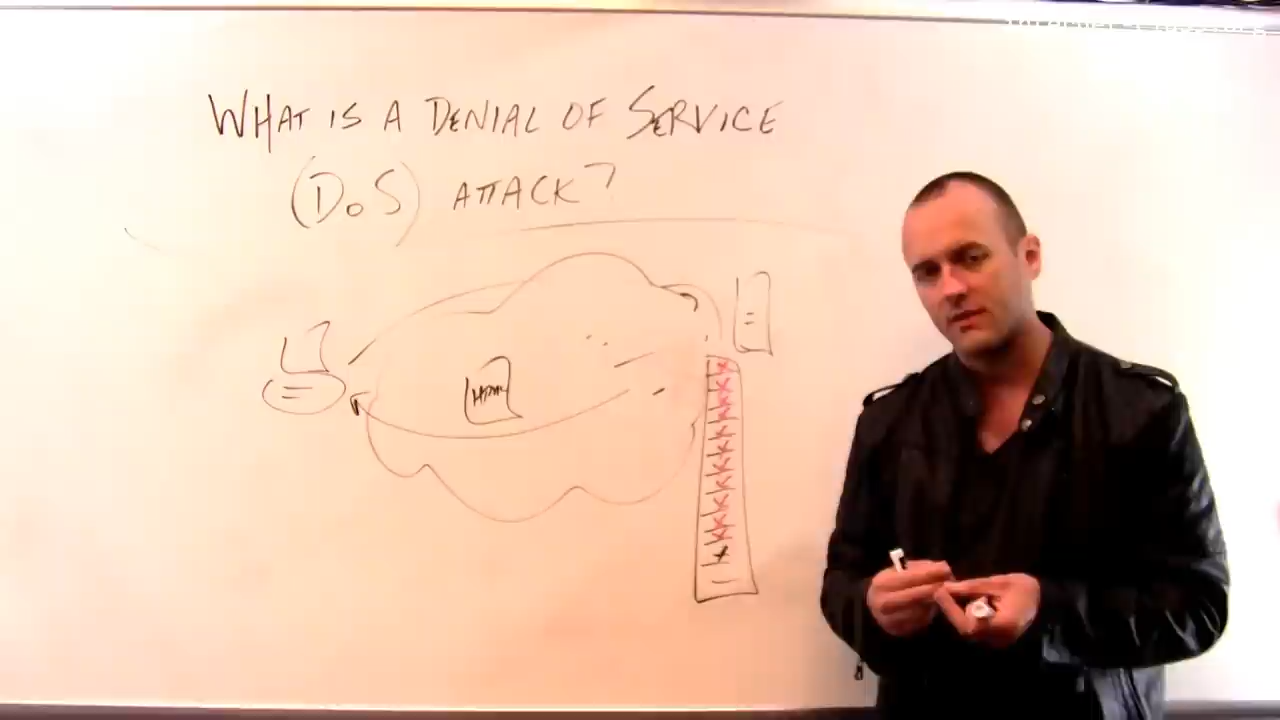 WHAT IS A DENIAL OF SERVICE
(DoS) ATTACK?